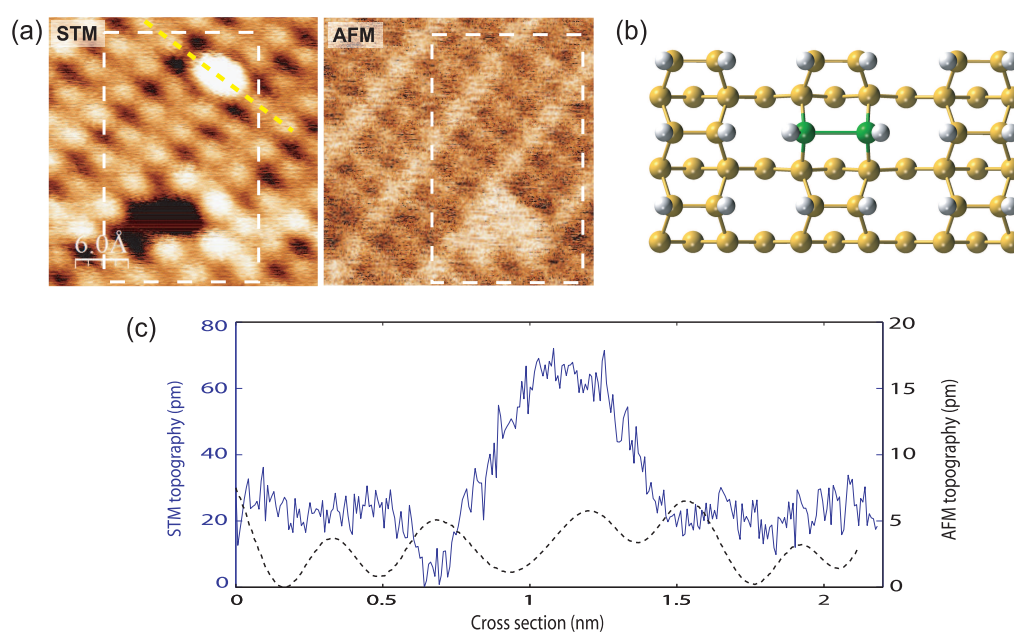 (a) STM AFM (b)
6.0Å
(c)
80 20
60 15
40 10
20 5
0 0
STM topography (pm)
AFM topography (pm)
0 0.5 1 1.5 2
Cross section (nm)